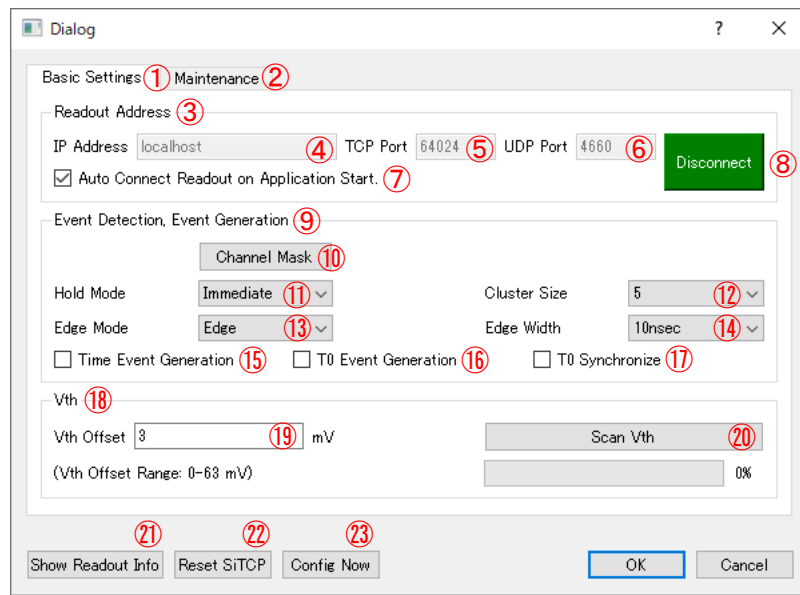 Dialog ? ×
Basic Settings ① Maintenance ②
Readout Address ③
IP Address localhost ④ TCP Port 64024 ⑤ UDP Port 4660 ⑥ Disconnect ⑧
Auto Connect Readout on Application Start. ⑦
Event Detection, Event Generation ⑨
Channel Mask ⑩
Hold Mode Immediate ⑪ Cluster Size 5 ⑫
Edge Mode Edge ⑬ Edge Width 10nsec ⑭
Time Event Generation ⑮ T0 Event Generation ⑯ T0 Synchronize ⑰
Vth ⑱
Vth Offset 3 ⑲ mV Scan Vth ⑳
(Vth Offset Range: 0-63 mV) 0%
㉑ ㉒ ㉓
Show Readout Info Reset SiTCP Config Now OK Cancel